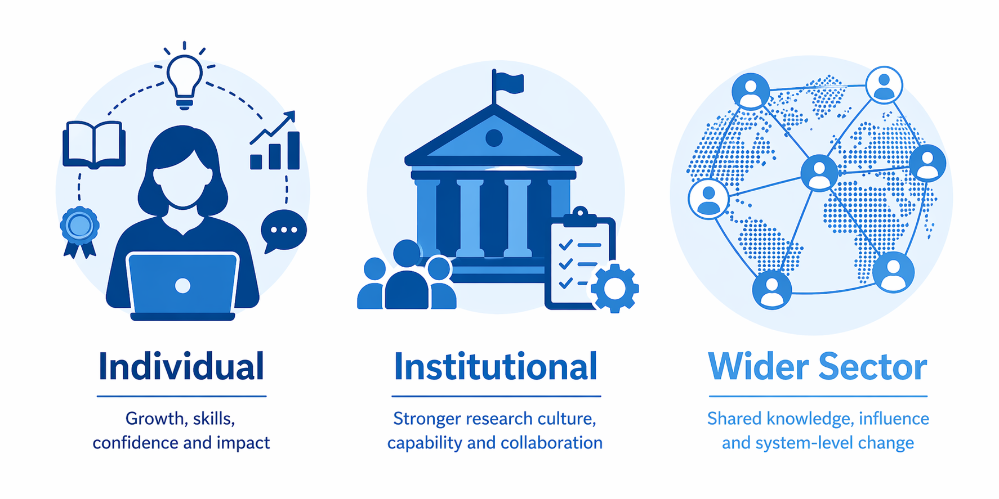 Individual
Growth, skills,
confidence and impact
Institutional
Stronger research culture,
capability and collaboration
Wider Sector
Shared knowledge, influence
and system-level change